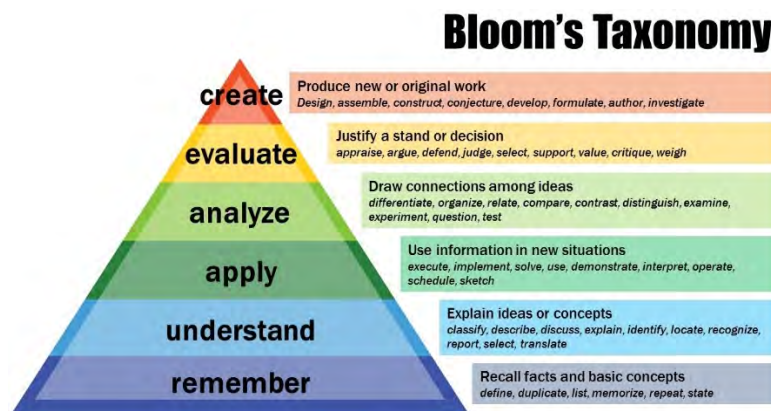 Bloom's Taxonomy
create
Produce new or original work
Design, assemble, construct, conjecture, develop, formulate, author, investigate
evaluate
Justify a stand or decision
appraise, argue, defend, judge, select, support, value, critique, weigh
analyze
Draw connections among ideas
differentiate, organize, relate, compare, contrast, distinguish, examine,
experiment, question, test
apply
Use information in new situations
execute, implement, solve, use, demonstrate, interpret, operate,
schedule, sketch
understand
Explain ideas or concepts
classify, describe, discuss, explain, identify, locate, recognize,
report, select, translate
remember
Recall facts and basic concepts
define, duplicate, list, memorize, repeat, state